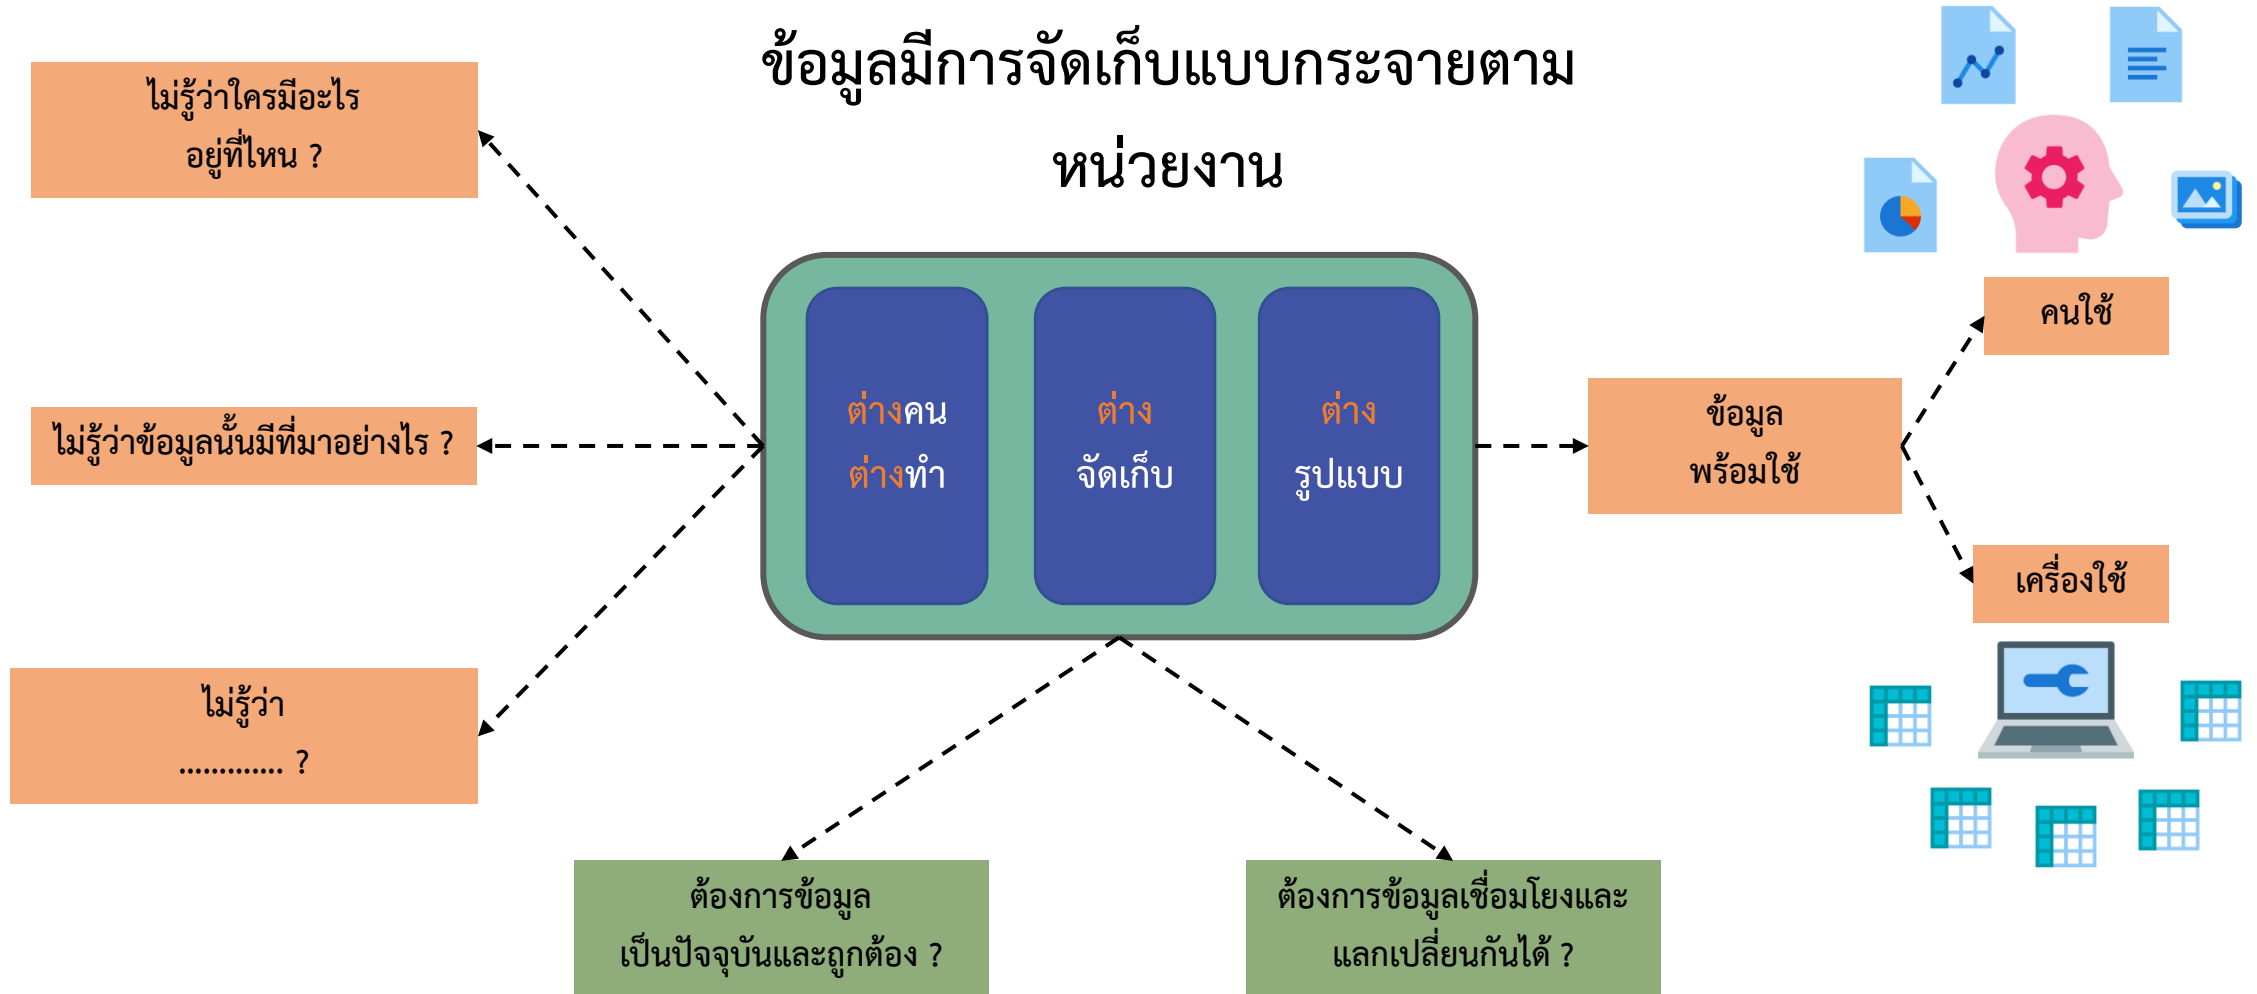 ข้อมูลมีการจัดเก็บแบบกระจายตาม
หน่วยงาน
ไม่รู้ว่าใครมีอะไร
อยู่ที่ไหน ?
ไม่รู้ว่าข้อมูลนั้นมีที่มาอย่างไร ?
ไม่รู้ว่า
............. ?
ต่างคน
ต่างทำ
ต่าง
จัดเก็บ
ต่าง
รูปแบบ
ข้อมูล
พร้อมใช้
คนใช้
เครื่องใช้
ต้องการข้อมูล
เป็นปัจจุบันและถูกต้อง ?
ต้องการข้อมูลเชื่อมโยงและ
แลกเปลี่ยนกันได้ ?